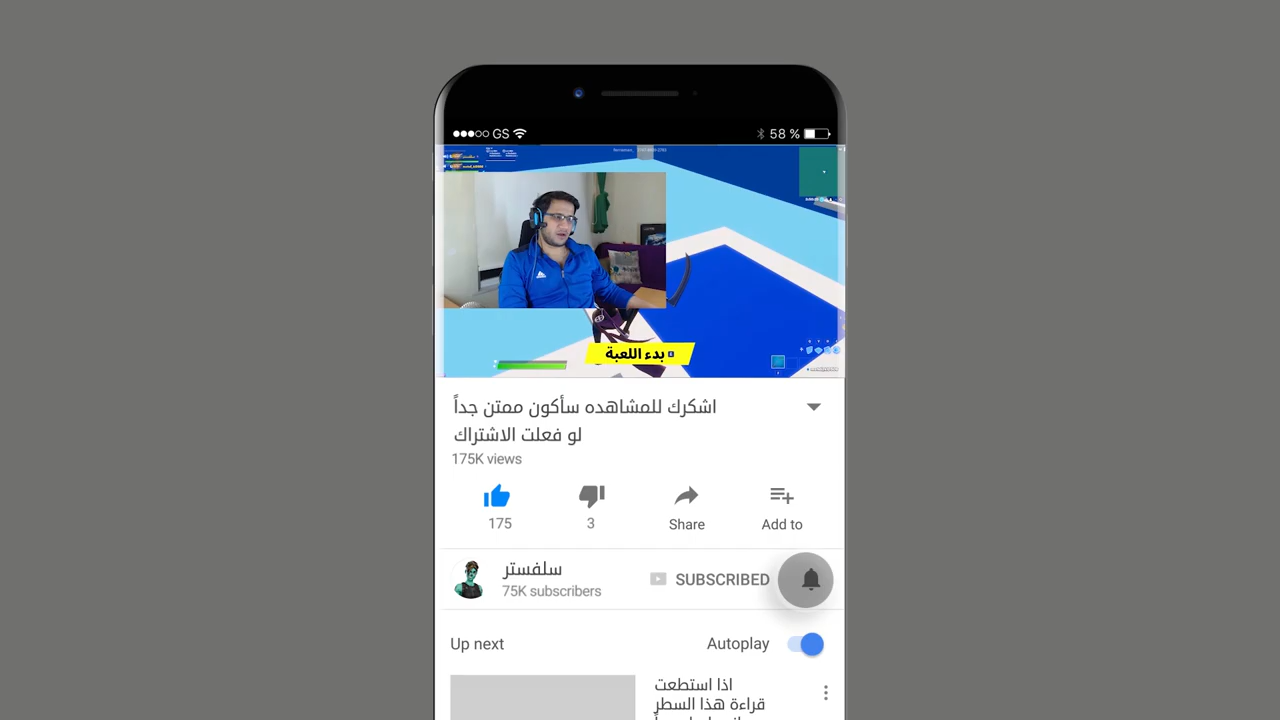 GS
58 %
بدء اللعبة
اشكرك للمشاهده سأكون ممتن جداً
لو فعلت الاشتراك
175K views
175
3
Share
Add to
سلفستر
75K subscribers
SUBSCRIBED
Up next
Autoplay
اذا استطعت
قراءة هذا السطر